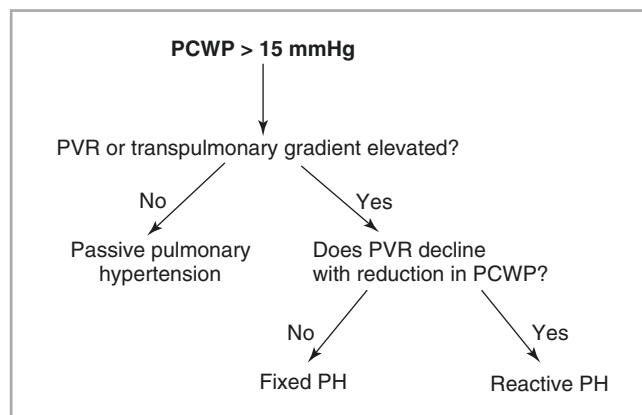 PCWP > 15 mmHg
PVR or transpulmonary gradient elevated?
No
Yes
Passive pulmonary
hypertension
Does PVR decline
with reduction in PCWP?
No
Yes
Fixed PH
Reactive PH